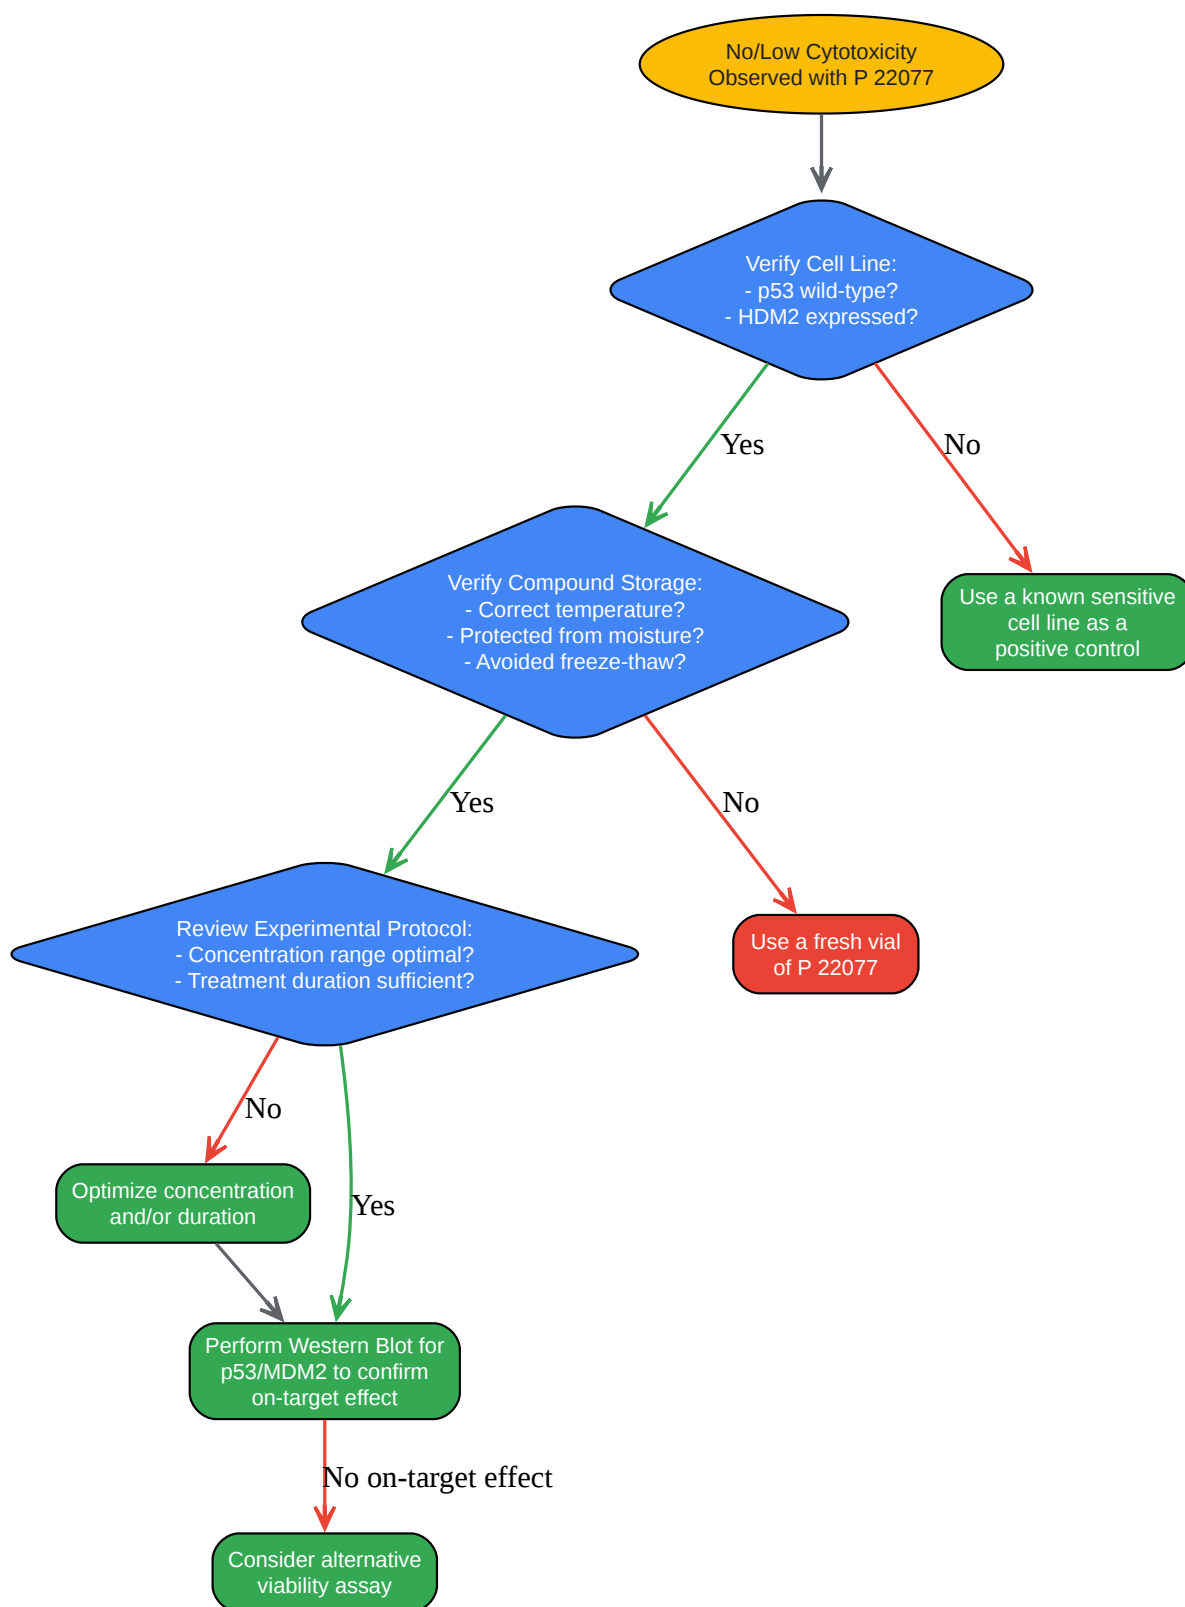 No/Low Cytotoxicity
Observed with P 22077
Verify Cell Line:
- p53 wild-type?
- HDM2 expressed?
Yes
No
Verify Compound Storage:
- Correct temperature?
- Protected from moisture?
- Avoided freeze-thaw?
Use a known sensitive
cell line as a
positive control
Yes
No
Review Experimental Protocol:
- Concentration range optimal?
- Treatment duration sufficient?
Use a fresh vial
of P 22077
No
Yes
Optimize concentration
and/or duration
Perform Western Blot for
p53/MDM2 to confirm
on-target effect
No on-target effect
Consider alternative
viability assay